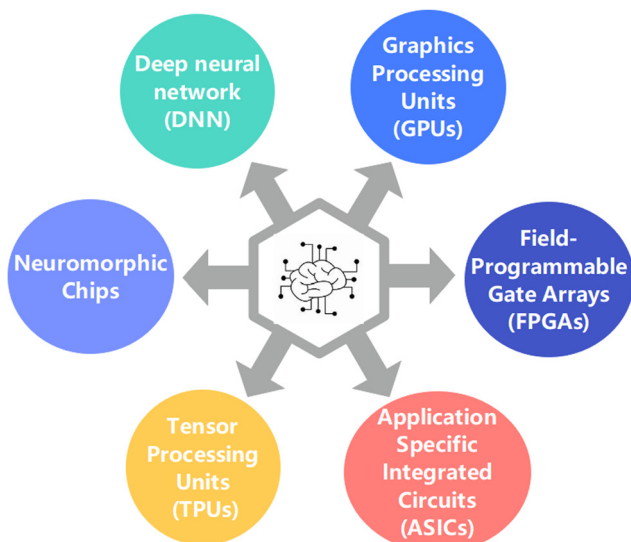 Deep neural
network
(DNN)
Graphics
Processing
Units
(GPUs)
Neuromorphic
Chips
Field-
Programmable
Gate Arrays
(FPGAs)
Tensor
Processing
Units
(TPUs)
Application
Specific
Integrated
Circuits
(ASICs)